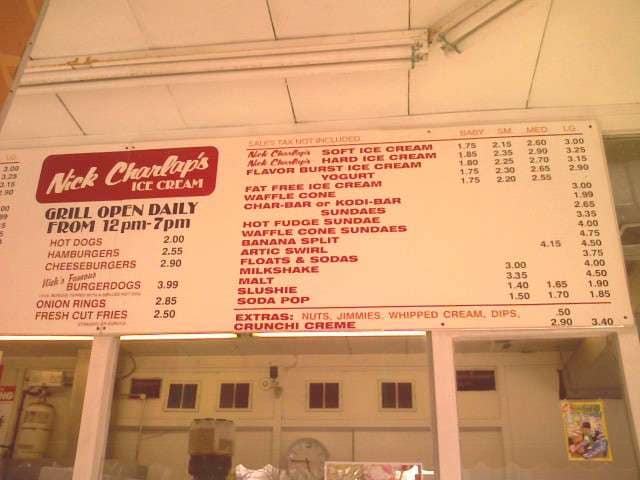 LG.
3.00
3.25
3.15
2.90
Nick Charlap's
ICE CREAM
GRILL OPEN DAILY
FROM 12pm-7pm
HOT DOGS 2.00
HAMBURGERS 2.55
CHEESEBURGERS 2.90
Nick's Famous
BURGERDOGS 3.99
ONION RINGS 2.85
FRESH CUT FRIES 2.50
SALES TAX NOT INCLUDED BABY SM. MED. LG.
Nick Charlap's SOFT ICE CREAM 1.75 2.15 2.60 3.00
Nick Charlap's HARD ICE CREAM 1.85 2.35 2.90 3.25
FLAVOR BURST ICE CREAM 1.80 2.25 2.70 3.15
YOGURT 1.75 2.30 2.65 2.90
FAT FREE ICE CREAM 1.75 2.20 2.55
WAFFLE CONE 3.00
CHAR-BAR or KODI-BAR 1.99
SUNDAES 2.65
HOT FUDGE SUNDAE 3.35
WAFFLE CONE SUNDAES 4.00
BANANA SPLIT 4.75
ARTIC SWIRL 4.15 4.50
FLOATS & SODAS 3.75
MILKSHAKE 3.00 4.00
MALT 3.35 4.50
SLUSHIE 1.40 1.65 1.90
SODA POP 1.50 1.70 1.85
EXTRAS: NUTS, JIMMIES, WHIPPED CREAM, DIPS, .50
CRUNCHI CREME 2.90 3.40